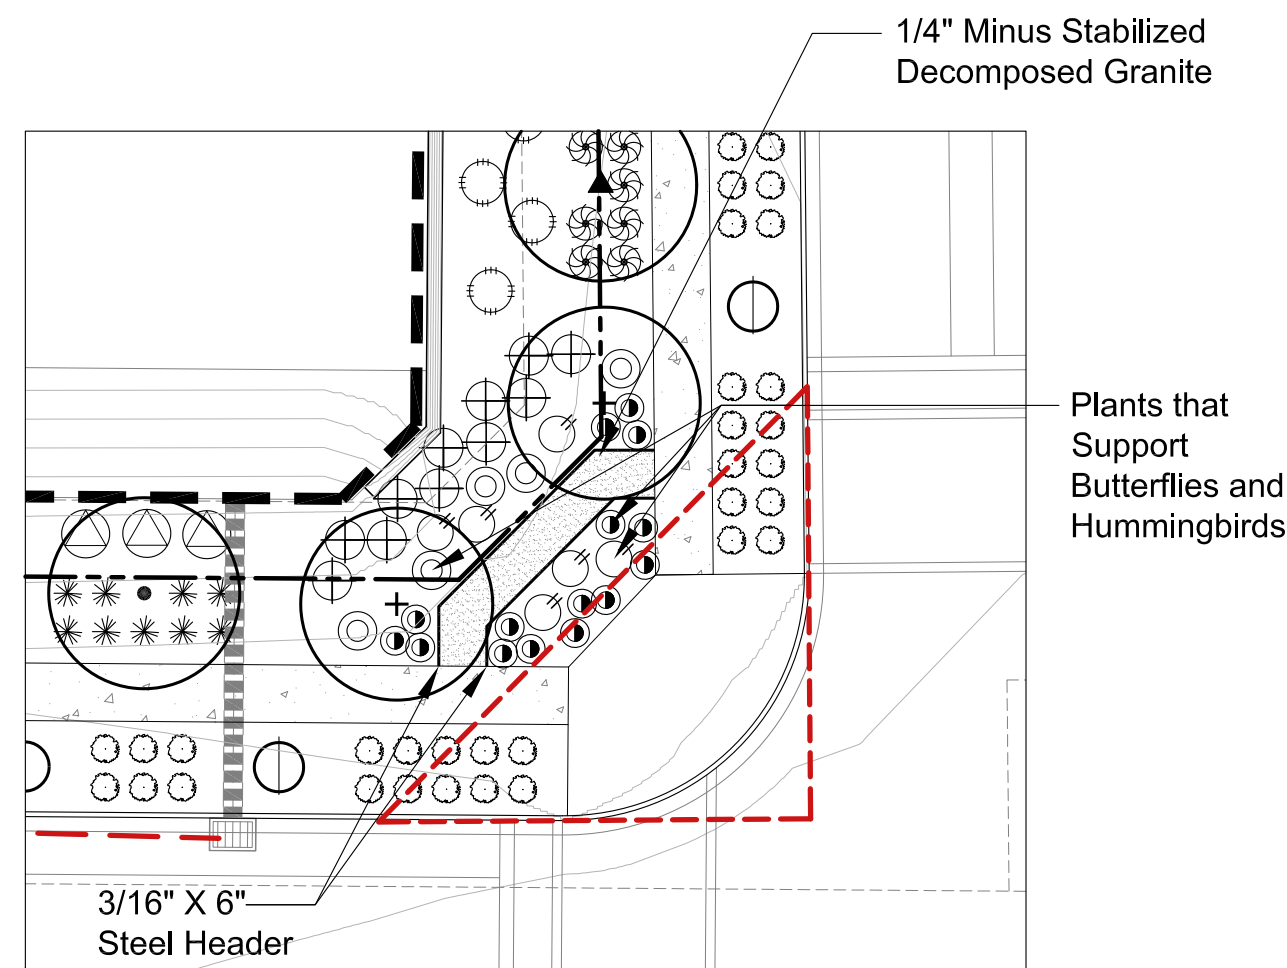 1/4" Minus Stabilized
Decomposed Granite
Plants that
Support
Butterflies and
Hummingbirds
3/16" X 6"
Steel Header